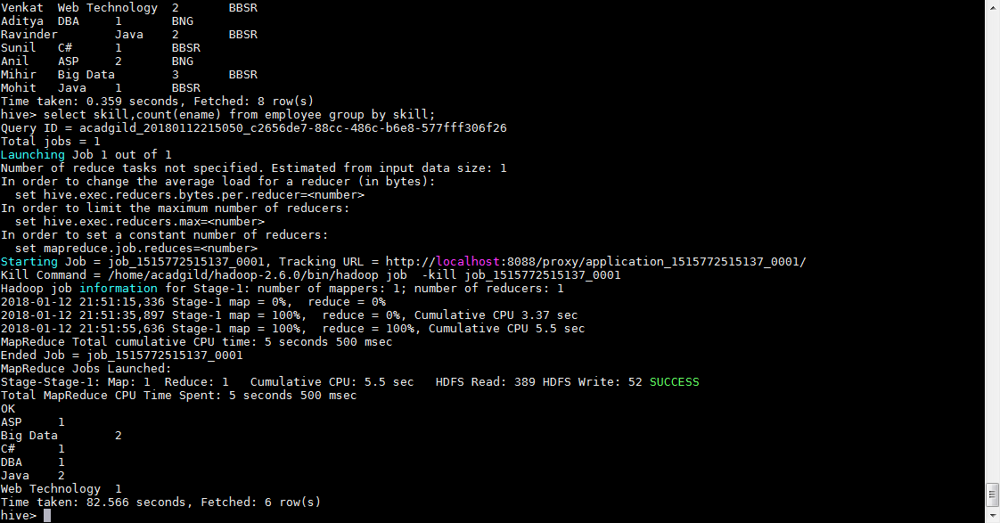 Venkat  Web Technology  2       BBSR
Aditya  DBA     1       BNG
Ravinder        Java    2       BBSR
Sunil   C#      1       BBSR
Anil    ASP     2       BNG
Mihir   Big Data        3       BBSR
Mohit   Java    1       BBSR
Time taken: 0.359 seconds, Fetched: 8 row(s)
hive> select skill,count(ename) from employee group by skill;
Query ID = acadgild_20180112215050_c2656de7-88cc-486c-b6e8-577fff306f26
Total jobs = 1
Launching Job 1 out of 1
Number of reduce tasks not specified. Estimated from input data size: 1
In order to change the average load for a reducer (in bytes):
  set hive.exec.reducers.bytes.per.reducer=<number>
In order to limit the maximum number of reducers:
  set hive.exec.reducers.max=<number>
In order to set a constant number of reducers:
  set mapreduce.job.reduces=<number>
Starting Job = job_1515772515137_0001, Tracking URL = http://localhost:8088/proxy/application_1515772515137_0001/
Kill Command = /home/acadgild/hadoop-2.6.0/bin/hadoop job  -kill job_1515772515137_0001
Hadoop job information for Stage-1: number of mappers: 1; number of reducers: 1
2018-01-12 21:51:15,336 Stage-1 map = 0%,  reduce = 0%
2018-01-12 21:51:35,897 Stage-1 map = 100%,  reduce = 0%, Cumulative CPU 3.37 sec
2018-01-12 21:51:55,636 Stage-1 map = 100%,  reduce = 100%, Cumulative CPU 5.5 sec
MapReduce Total cumulative CPU time: 5 seconds 500 msec
Ended Job = job_1515772515137_0001
MapReduce Jobs Launched:
Stage-Stage-1: Map: 1  Reduce: 1   Cumulative CPU: 5.5 sec   HDFS Read: 389 HDFS Write: 52 SUCCESS
Total MapReduce CPU Time Spent: 5 seconds 500 msec
OK
ASP     1
Big Data        2
C#      1
DBA     1
Java    2
Web Technology  1
Time taken: 82.566 seconds, Fetched: 6 row(s)
hive>